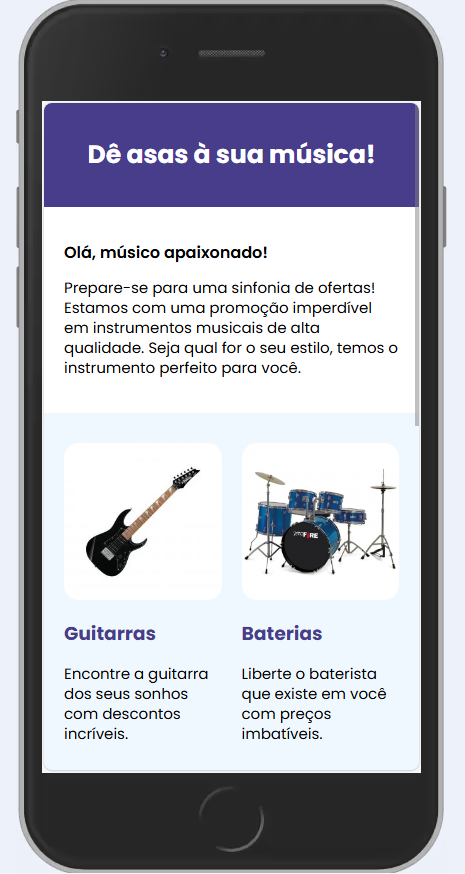 Dê asas à sua música!
Olá, músico apaixonado!
Prepare-se para uma sinfonia de ofertas!
Estamos com uma promoção imperdível
em instrumentos musicais de alta
qualidade. Seja qual for o seu estilo, temos o
instrumento perfeito para você.
proFIRE
Guitarras
Baterias
Encontre a guitarra
dos seus sonhos
com descontos
incríveis.
Liberte o baterista
que existe em você
com preços
imbatíveis.